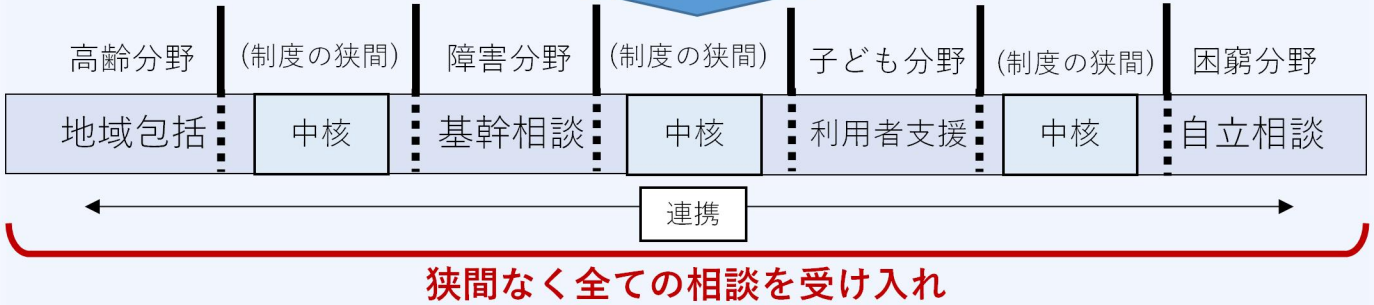 高齢分野 (制度の狭間) 障害分野 (制度の狭間) 子ども分野 (制度の狭間) 困窮分野
地域包括 中核 基幹相談 中核 利用者支援 中核 自立相談
連携
狭間なく全ての相談を受け入れ